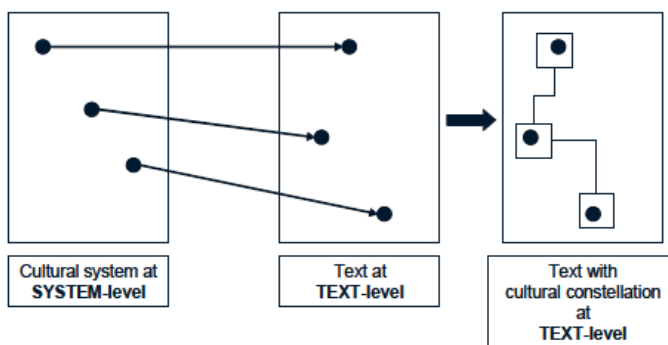 Cultural system at
SYSTEM-level
Text at
TEXT-level
Text with
cultural constellation
at
TEXT-level